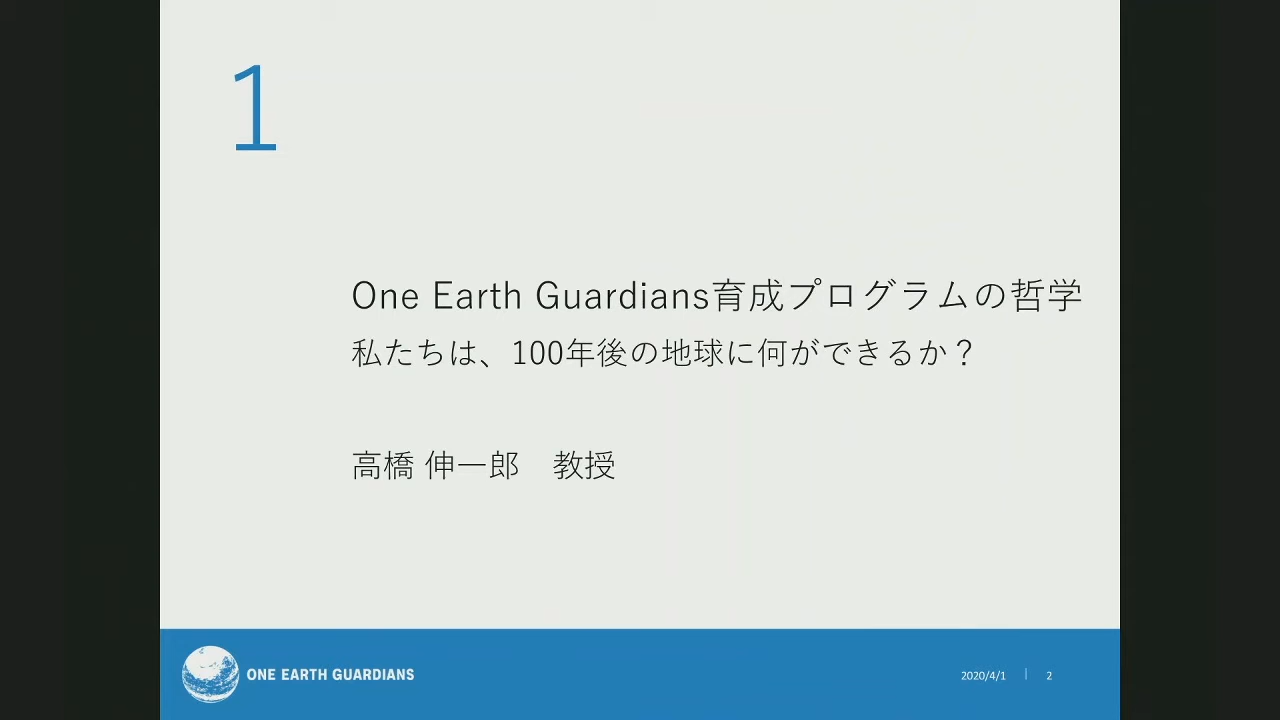 1
One Earth Guardians育成プログラムの哲学
私たちは、100年後の地球に何ができるか？
高橋 伸一郎　教授
ONE EARTH GUARDIANS
2020/4/1 | 2